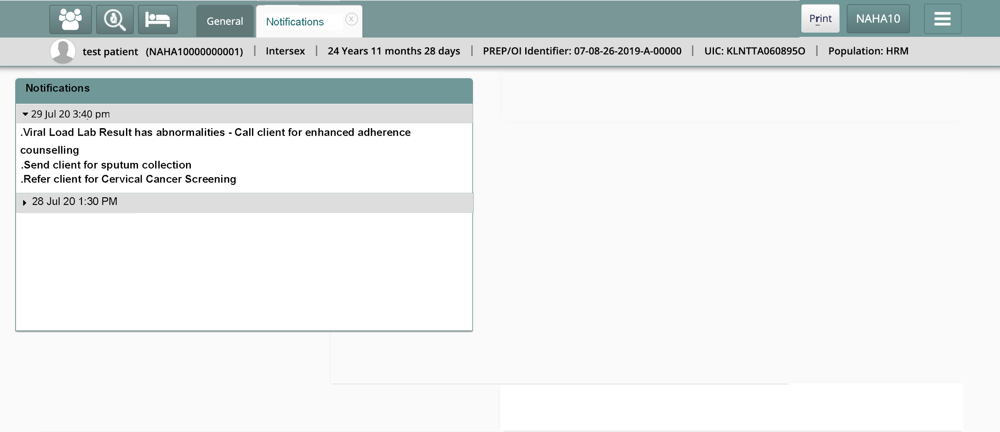 General
Notifications
x
Print
NAHA10
test patient (NAHA10000000001) | Intersex | 24 Years 11 months 28 days | PREP/OI Identifier: 07-08-26-2019-A-00000 | UIC: KLNTTA060895O | Population: HRM
Notifications
29 Jul 20 3:40 pm
.Viral Load Lab Result has abnormalities - Call client for enhanced adherence
counselling
.Send client for sputum collection
.Refer client for Cervical Cancer Screening
28 Jul 20 1:30 PM